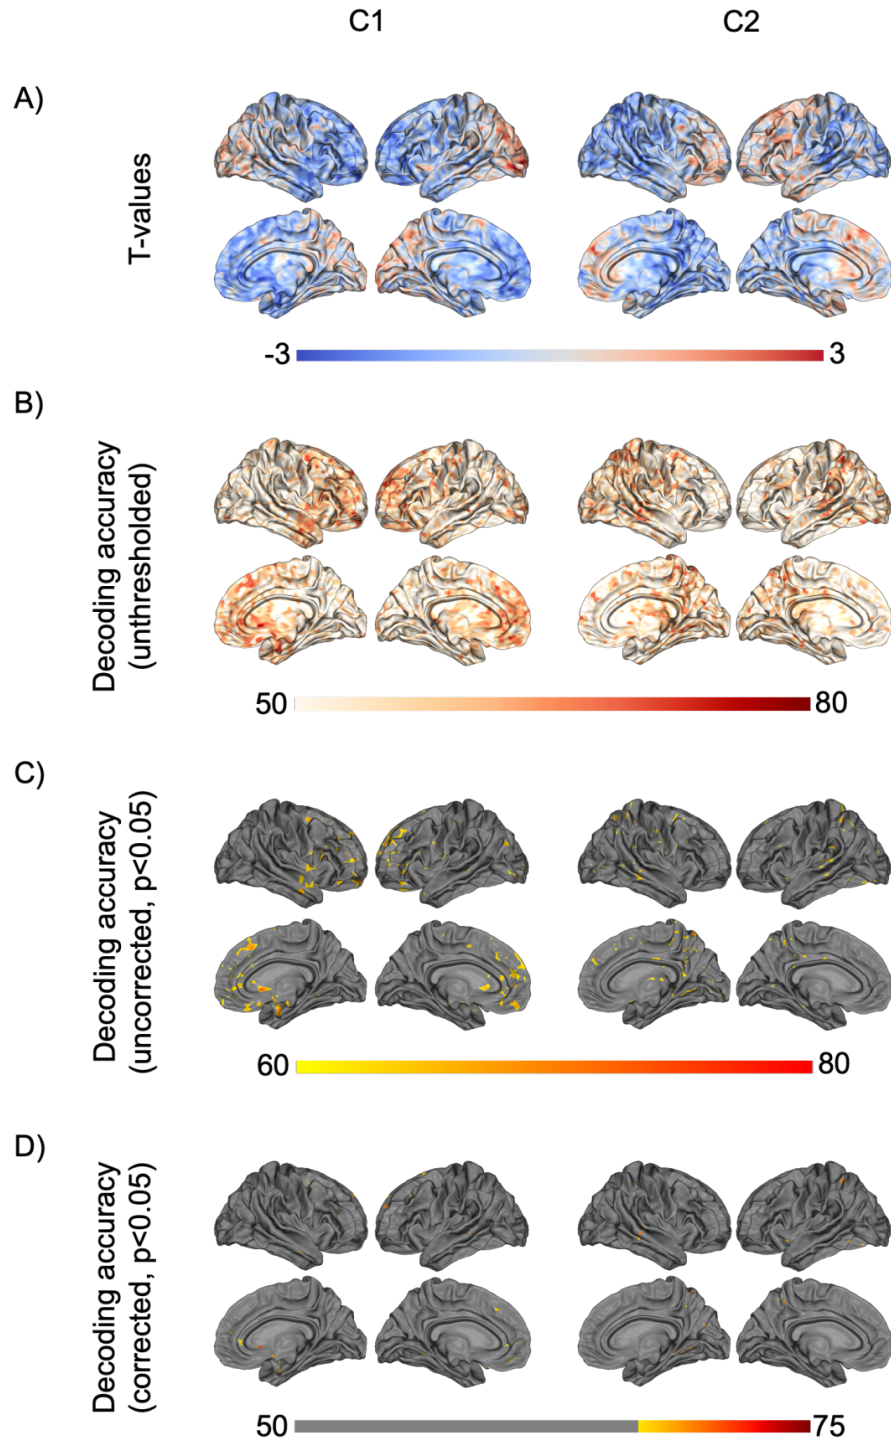 C1
C2
A)
T-values
-3
3
B)
Decoding accuracy
(unthresholded)
50
80
C)
Decoding accuracy
(uncorrected, p<0.05)
60
80
D)
Decoding accuracy
(corrected, p<0.05)
50
75